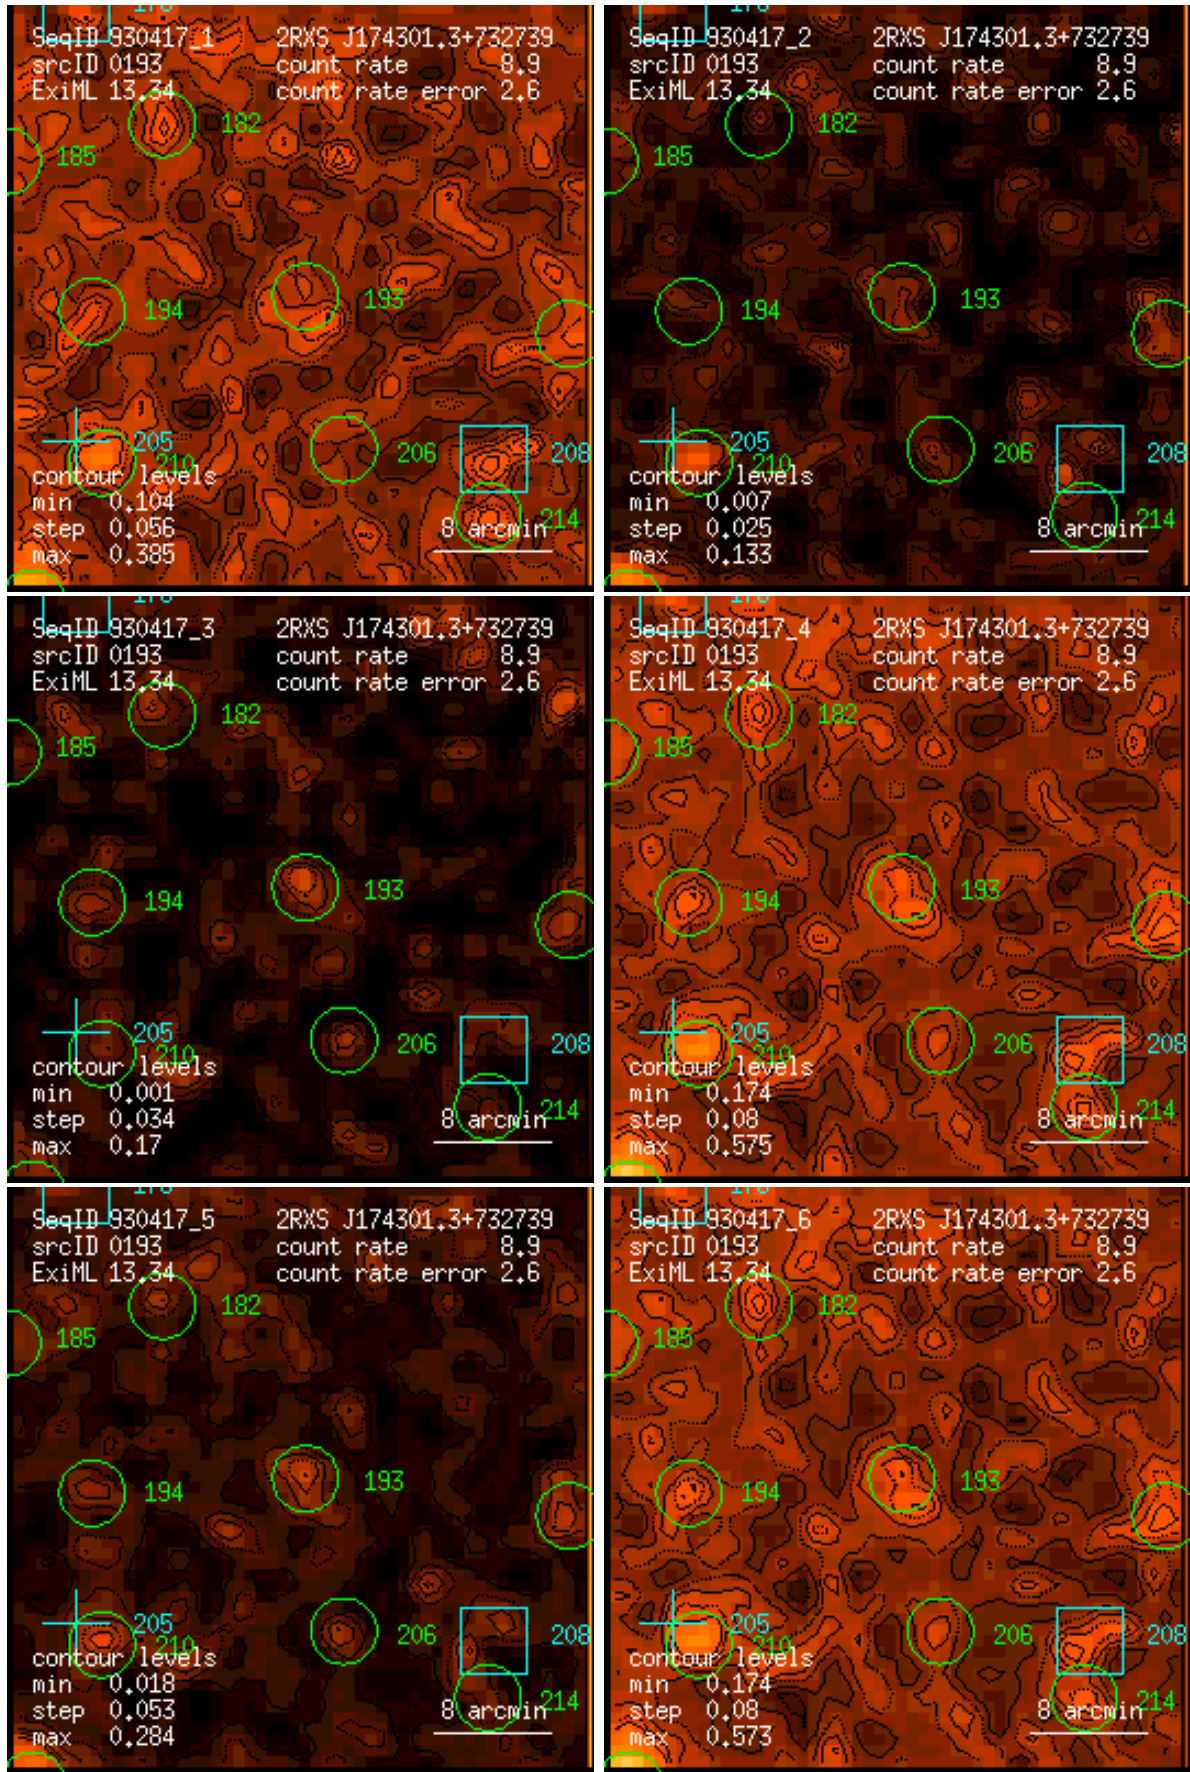 SeqID 930417_1 2RXS J174301.3+732739
srcID 0193 count rate 8.9
ExiML 13.34 count rate error 2.6
182
185
194 193
205
210 206 208
contour levels
min 0.104
step 0.056 8 arcmin 214
max 0.385
SeqID 930417_2 2RXS J174301.3+732739
srcID 0193 count rate 8.9
ExiML 13.34 count rate error 2.6
182
185
194 193
205
210 206 208
contour levels
min 0.007
step 0.025 8 arcmin 214
max 0.133
SeqID 930417_3 2RXS J174301.3+732739
srcID 0193 count rate 8.9
ExiML 13.34 count rate error 2.6
182
185
194 193
205
210 206 208
contour levels
min 0.001
step 0.034 8 arcmin 214
max 0.17
SeqID 930417_4 2RXS J174301.3+732739
srcID 0193 count rate 8.9
ExiML 13.34 count rate error 2.6
182
185
194 193
205
210 206 208
contour levels
min 0.174
step 0.08 8 arcmin 214
max 0.575
SeqID 930417_5 2RXS J174301.3+732739
srcID 0193 count rate 8.9
ExiML 13.34 count rate error 2.6
182
185
194 193
205
210 206 208
contour levels
min 0.018
step 0.053 8 arcmin 214
max 0.284
SeqID 930417_6 2RXS J174301.3+732739
srcID 0193 count rate 8.9
ExiML 13.34 count rate error 2.6
182
185
194 193
205
210 206 208
contour levels
min 0.174
step 0.08 8 arcmin 214
max 0.573